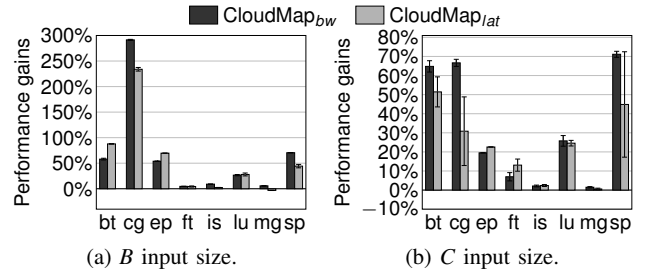 CloudMap_bw CloudMap_lat
Performance gains
300%
250%
200%
150%
100%
50%
0%
bt cg ep ft is lu mg sp
(a) B input size.
Performance gains
80%
70%
60%
50%
40%
30%
20%
10%
0%
−10%
bt cg ep ft is lu mg sp
(b) C input size.